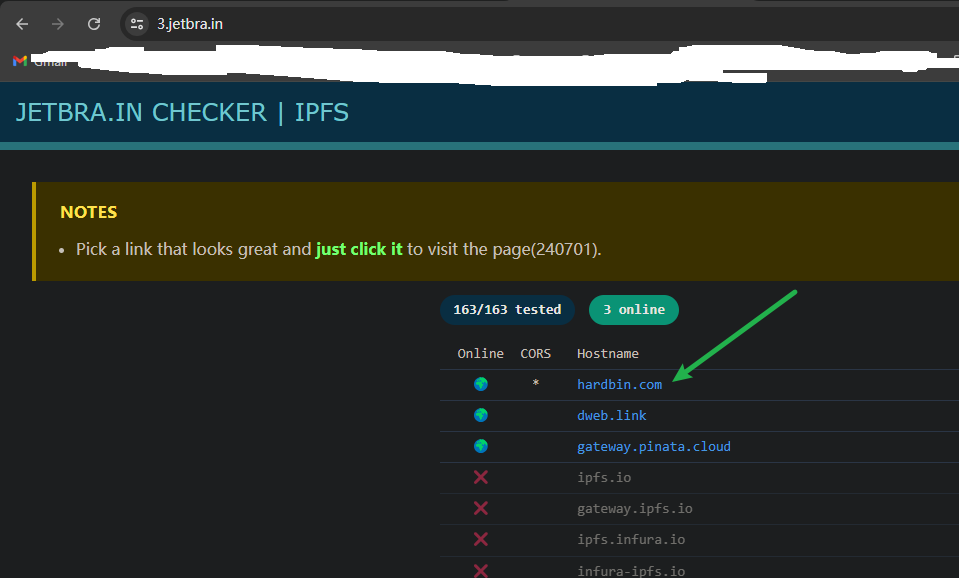 3.jetbra.in
Gmail
JETBRA.IN CHECKER | IPFS
NOTES
• Pick a link that looks great and just click it to visit the page(240701).
163/163 tested 3 online
Online CORS Hostname
* hardbin.com
dweb.link
gateway.pinata.cloud
ipfs.io
gateway.ipfs.io
ipfs.infura.io
infura-ipfs.io